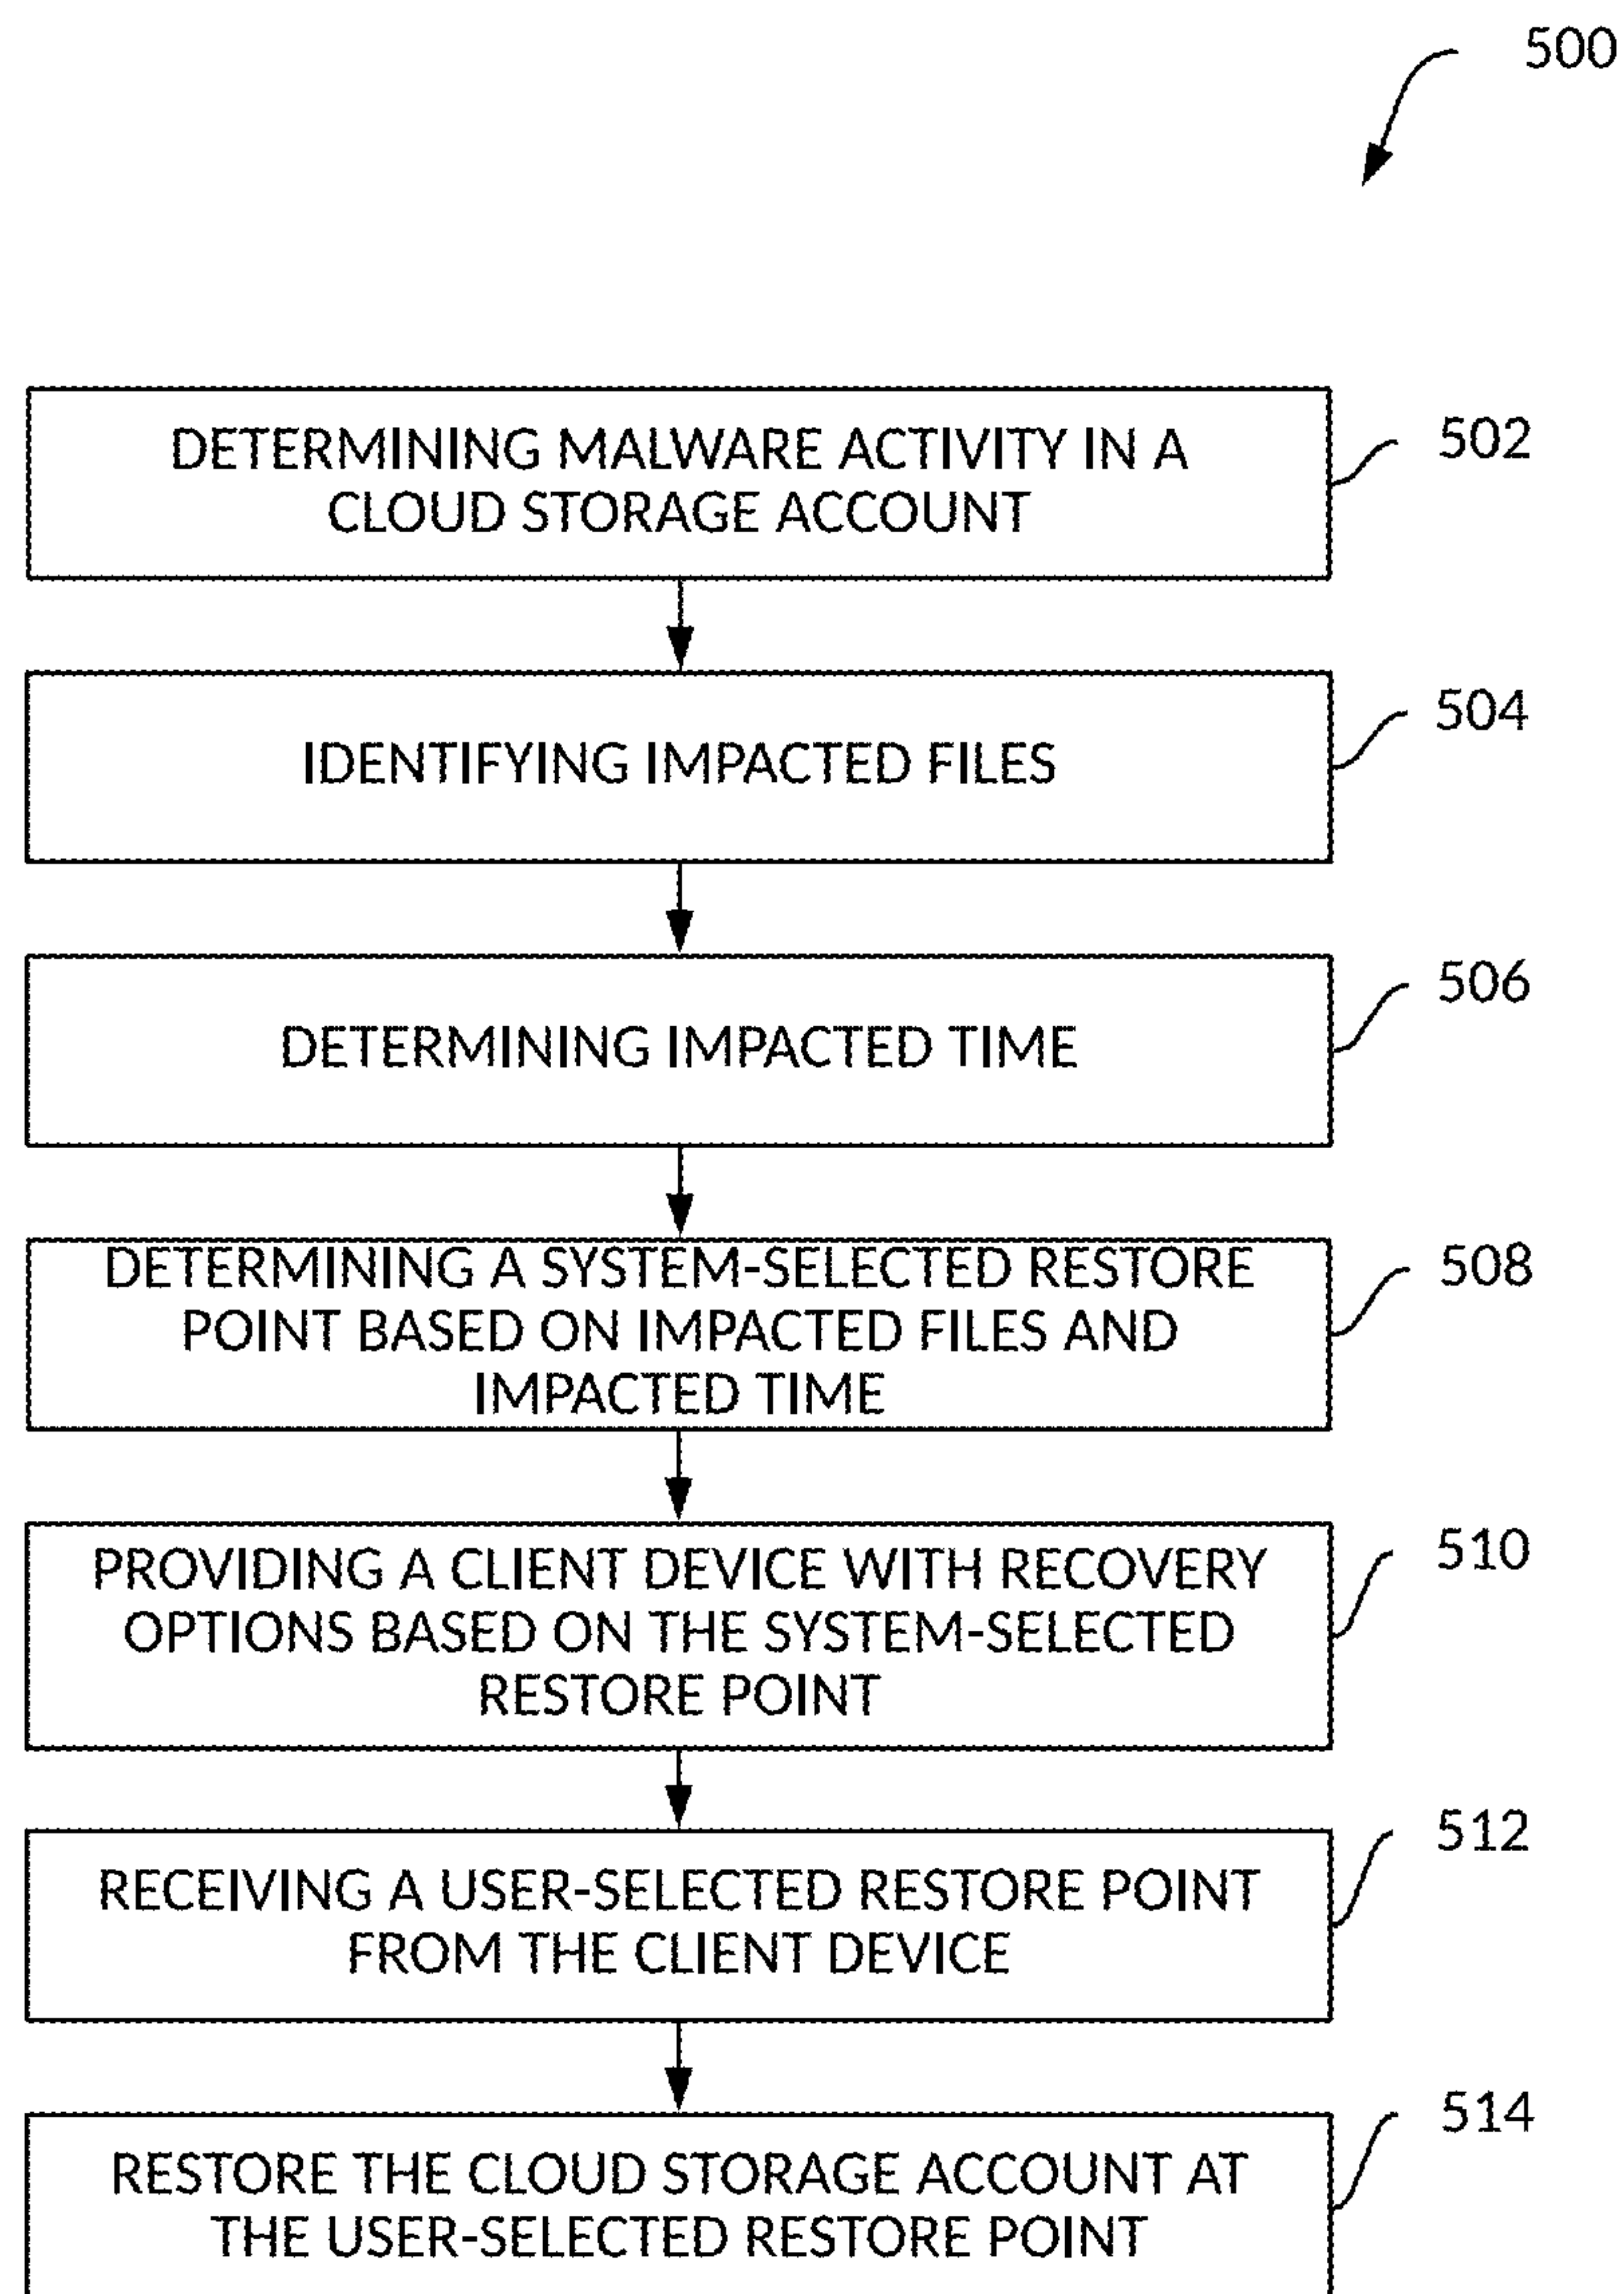 500
DETERMINING MALWARE ACTIVITY IN A
CLOUD STORAGE ACCOUNT
502
IDENTIFYING IMPACTED FILES
504
DETERMINING IMPACTED TIME
506
DETERMINING A SYSTEM-SELECTED RESTORE
POINT BASED ON IMPACTED FILES AND
IMPACTED TIME
508
PROVIDING A CLIENT DEVICE WITH RECOVERY
OPTIONS BASED ON THE SYSTEM-SELECTED
RESTORE POINT
510
RECEIVING A USER-SELECTED RESTORE POINT
FROM THE CLIENT DEVICE
512
RESTORE THE CLOUD STORAGE ACCOUNT AT
THE USER-SELECTED RESTORE POINT
514